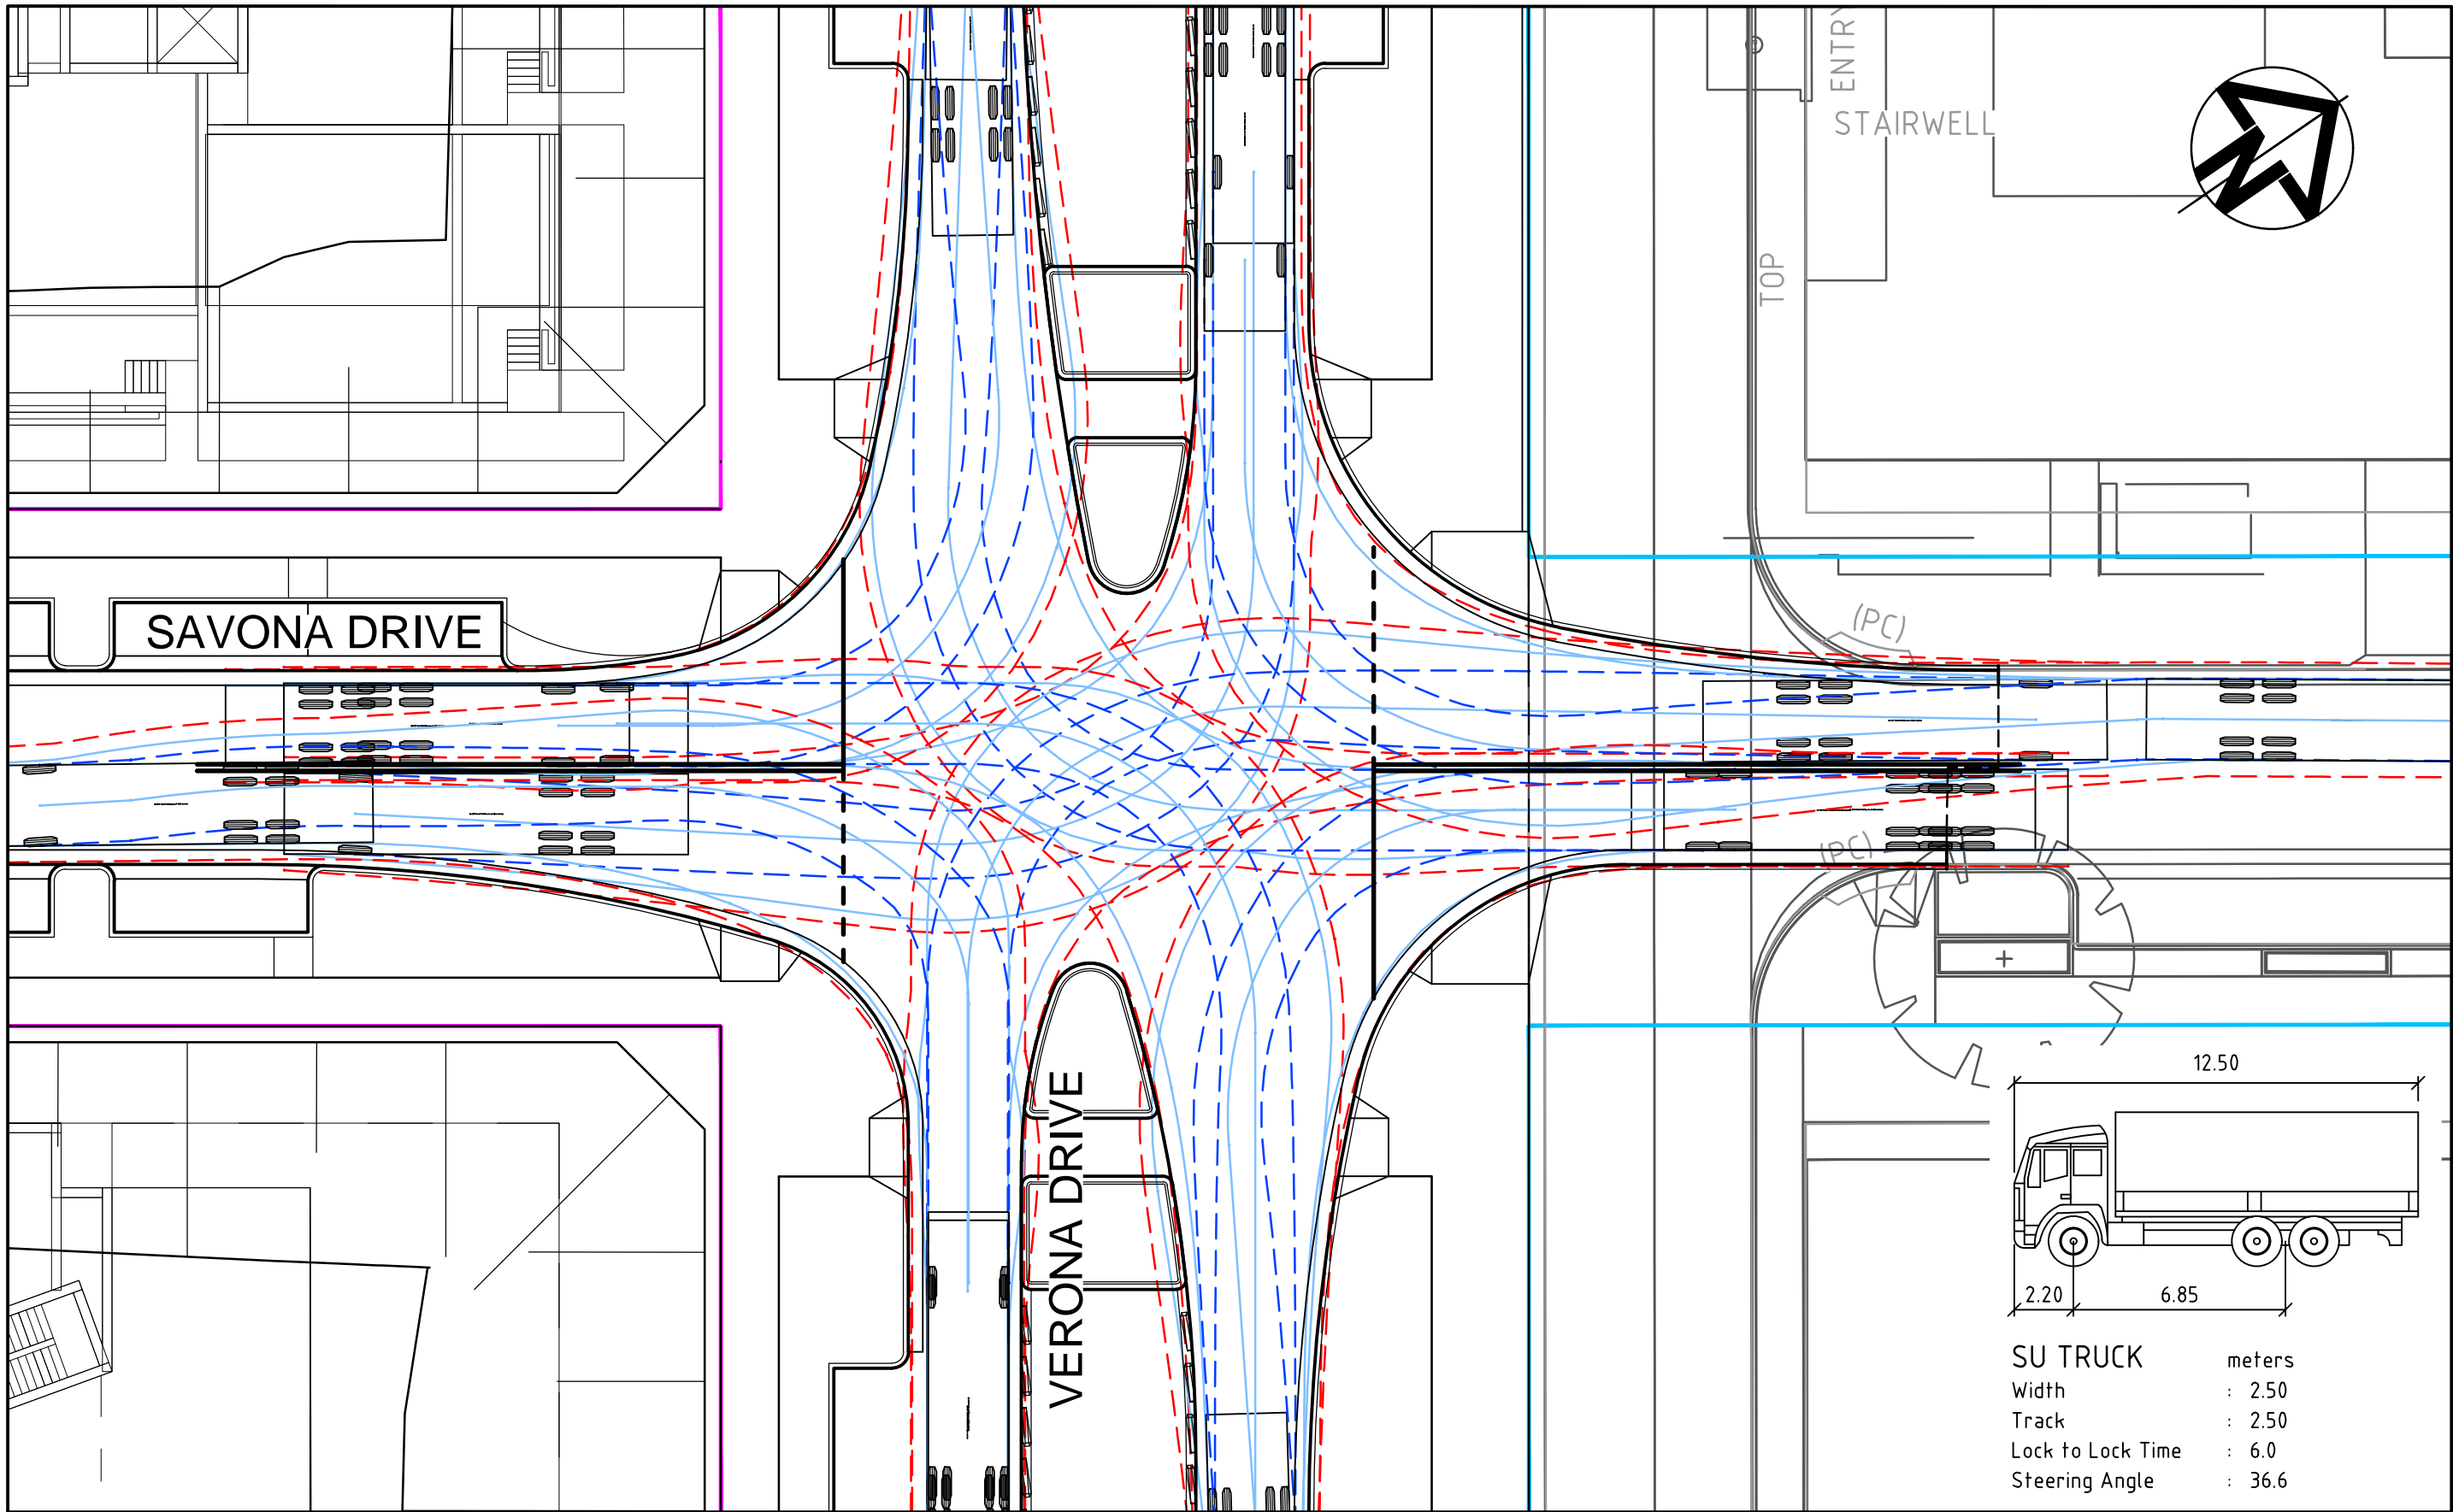 ENTRY
STAIRWELL
TOP
SAVONA DRIVE
(PC)
(PC)
VERONA DRIVE
12.50
2.20
6.85
SU TRUCK meters
Width : 2.50
Track : 2.50
Lock to Lock Time : 6.0
Steering Angle : 36.6